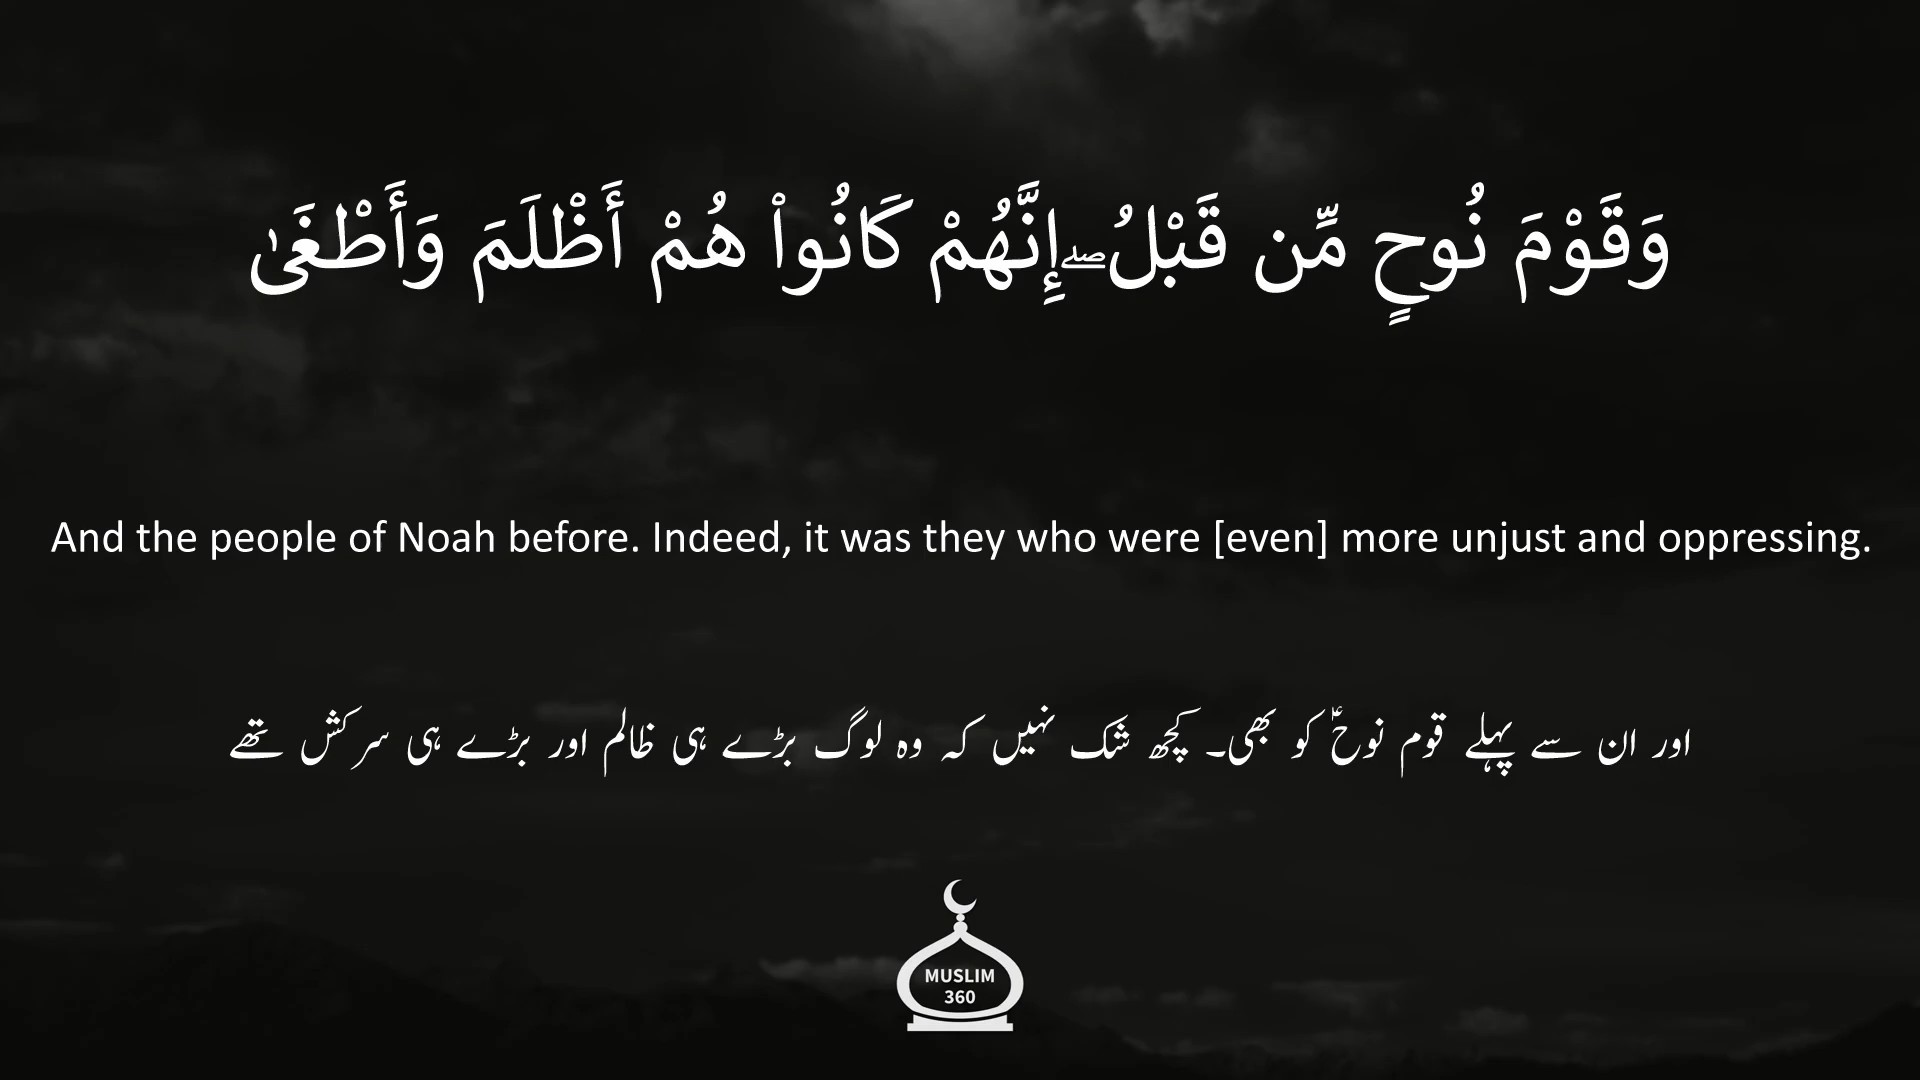 وَقَوْمَ نُوحٍ مِّن قَبْلُ ۖ إِنَّهُمْ كَانُوا۟ هُمْ أَظْلَمَ وَأَطْغَىٰ
And the people of Noah before. Indeed, it was they who were [even] more unjust and oppressing.
اور ان سے پہلے قوم نوحؑ کو بھی۔ کچھ شک نہیں کہ وہ لوگ بڑے ہی ظالم اور بڑے ہی سرکش تھے
MUSLIM
360